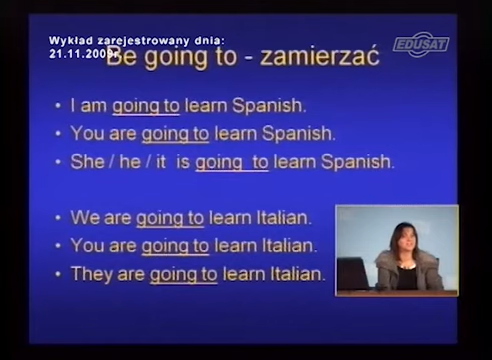 Wykład zarejestrowany dnia:
21.11.2009r.
EDUSAT
Be going to - zamierzać
• I am going to learn Spanish.
• You are going to learn Spanish.
• She / he / it is going to learn Spanish.
• We are going to learn Italian.
• You are going to learn Italian.
• They are going to learn Italian.